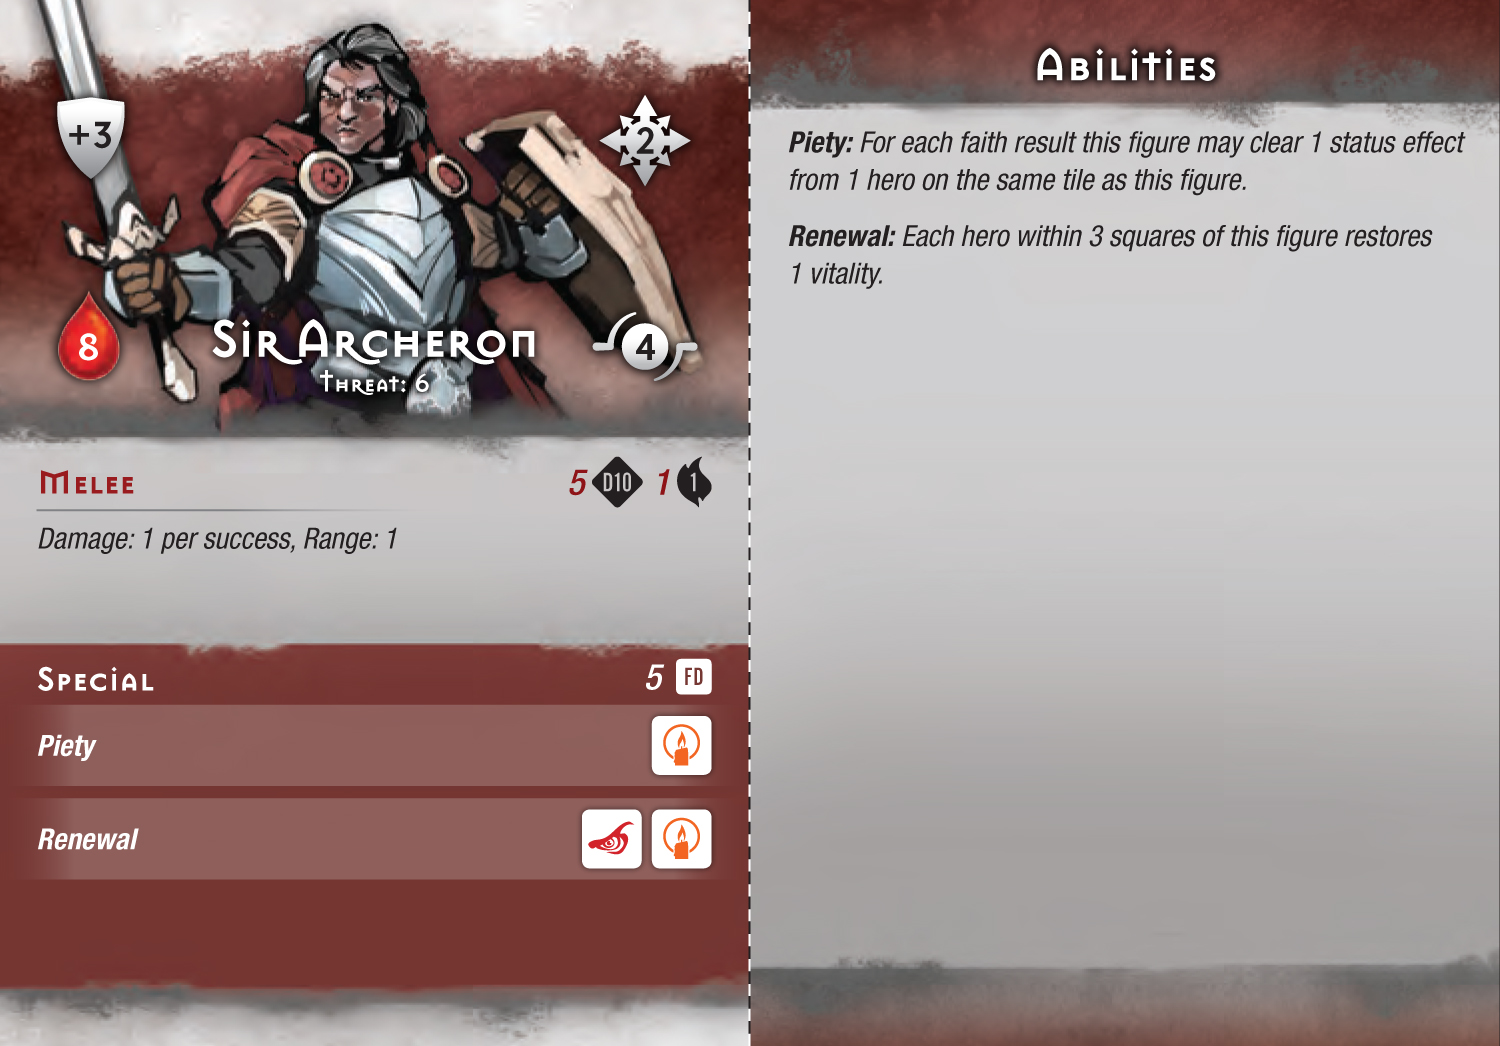 +3
2
8
Sir Archeron
4
Threat: 6
Melee
5 D10 1 1
Damage: 1 per success, Range: 1
Special
5 FD
Piety
Renewal
Abilities
Piety: For each faith result this figure may clear 1 status effect
from 1 hero on the same tile as this figure.
Renewal: Each hero within 3 squares of this figure restores
1 vitality.